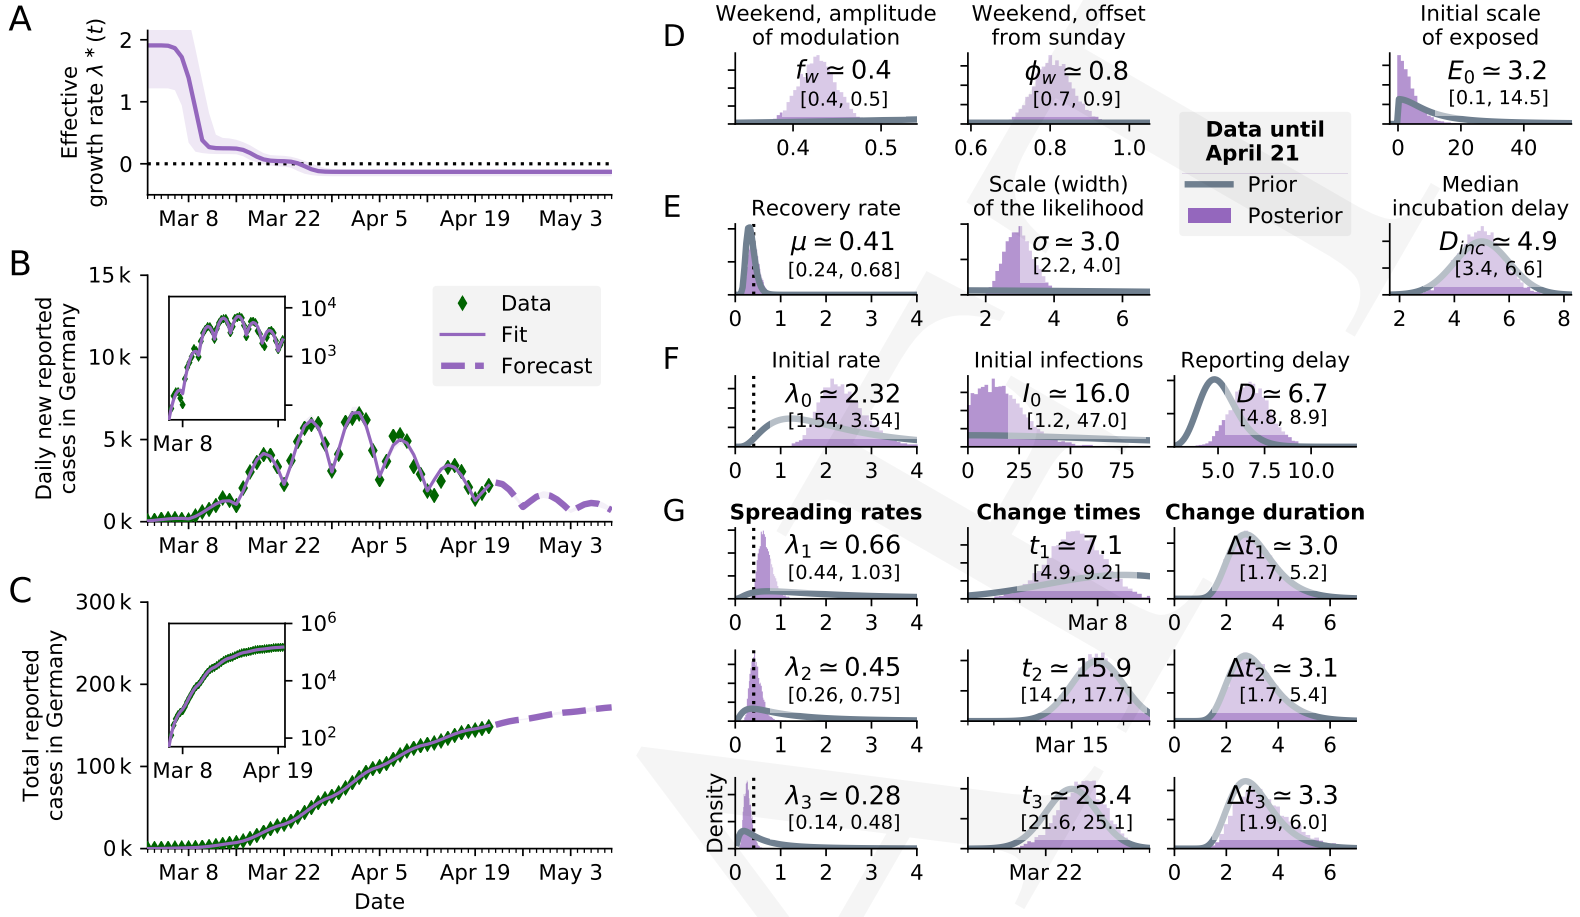 A
Effective
growth rate λ*(t)
2
1
0
Mar 8
Mar 22
Apr 5
Apr 19
May 3
B
Daily new reported
cases in Germany
15 k
10 k
5 k
0 k
10^4
10^3
Mar 8
Data
Fit
Forecast
Mar 8
Mar 22
Apr 5
Apr 19
May 3
C
Total reported
cases in Germany
300 k
200 k
100 k
0 k
10^6
10^4
10^2
Mar 8
Apr 19
Mar 8
Mar 22
Apr 5
Apr 19
May 3
Date
D
Weekend, amplitude
of modulation
f_w ≃ 0.4
[0.4, 0.5]
0.4
0.5
Weekend, offset
from sunday
ϕ_w ≃ 0.8
[0.7, 0.9]
0.6
0.8
1.0
Data until
April 21
Prior
Posterior
Initial scale
of exposed
E_0 ≃ 3.2
[0.1, 14.5]
0
20
40
E
Recovery rate
μ ≃ 0.41
[0.24, 0.68]
0 1 2 3 4
Scale (width)
of the likelihood
σ ≃ 3.0
[2.2, 4.0]
2 4 6
Median
incubation delay
D_inc ≃ 4.9
[3.4, 6.6]
2 4 6 8
F
Initial rate
λ_0 ≃ 2.32
[1.54, 3.54]
0 1 2 3 4
Initial infections
I_0 ≃ 16.0
[1.2, 47.0]
0 25 50 75
Reporting delay
D ≃ 6.7
[4.8, 8.9]
5.0 7.5 10.0
G
Spreading rates
Change times
Change duration
λ_1 ≃ 0.66
[0.44, 1.03]
0 1 2 3 4
t_1 ≃ 7.1
[4.9, 9.2]
Mar 8
Δt_1 ≃ 3.0
[1.7, 5.2]
0 2 4 6
λ_2 ≃ 0.45
[0.26, 0.75]
0 1 2 3 4
t_2 ≃ 15.9
[14.1, 17.7]
Mar 15
Δt_2 ≃ 3.1
[1.7, 5.4]
0 2 4 6
Density
λ_3 ≃ 0.28
[0.14, 0.48]
0 1 2 3 4
t_3 ≃ 23.4
[21.6, 25.1]
Mar 22
Δt_3 ≃ 3.3
[1.9, 6.0]
0 2 4 6